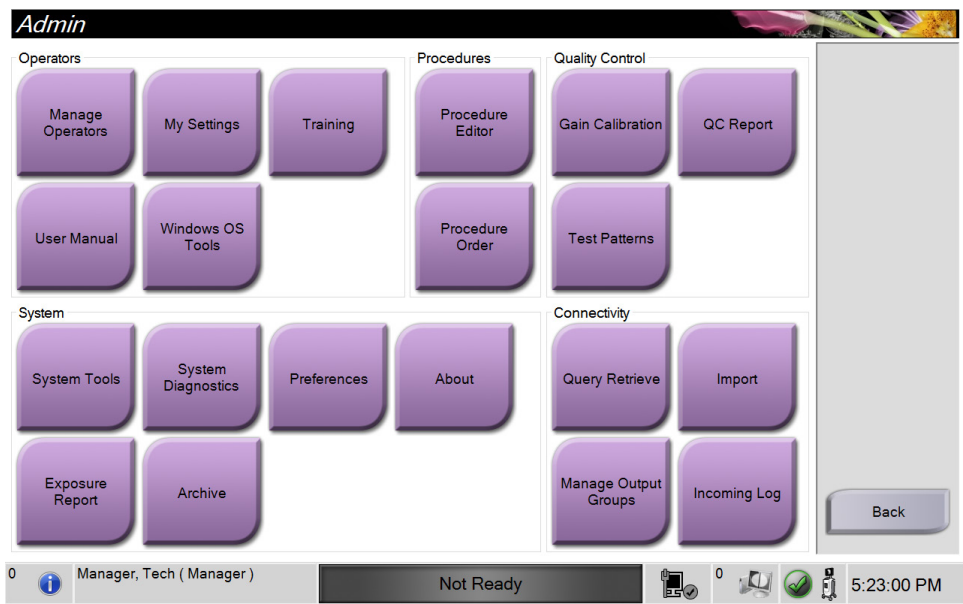 Admin
Operators
Manage
Operators
My Settings
Training
User Manual
Windows OS
Tools
Procedures
Procedure
Editor
Procedure
Order
Quality Control
Gain Calibration
QC Report
Test Patterns
System
System Tools
System
Diagnostics
Preferences
About
Exposure
Report
Archive
Connectivity
Query Retrieve
Import
Manage Output
Groups
Incoming Log
Back
0
Manager, Tech ( Manager )
Not Ready
0
5:23:00 PM